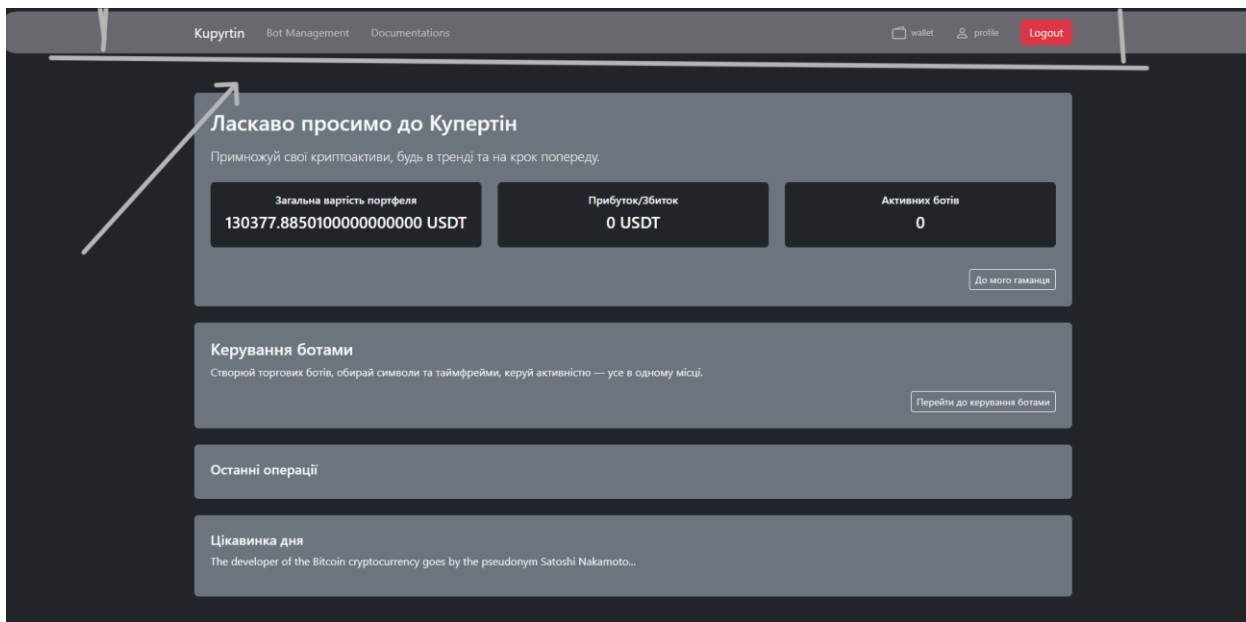 Kupyrtin Bot Management Documentations wallet profile Logout
Ласкаво просимо до Купертін
Примножуй свої криптоактиви, будь в тренді та на крок попереду.
Загальна вартість портфеля Прибуток/Збиток Активних ботів
130377.8850100000000000 USDT 0 USDT 0
До мого гаманця
Керування ботами
Створюй торгових ботів, обирай символи та таймфрейми, керуй активністю — усе в одному місці.
Перейти до керування ботами
Останні операції
Цікавинка дня
The developer of the Bitcoin cryptocurrency goes by the pseudonym Satoshi Nakamoto...